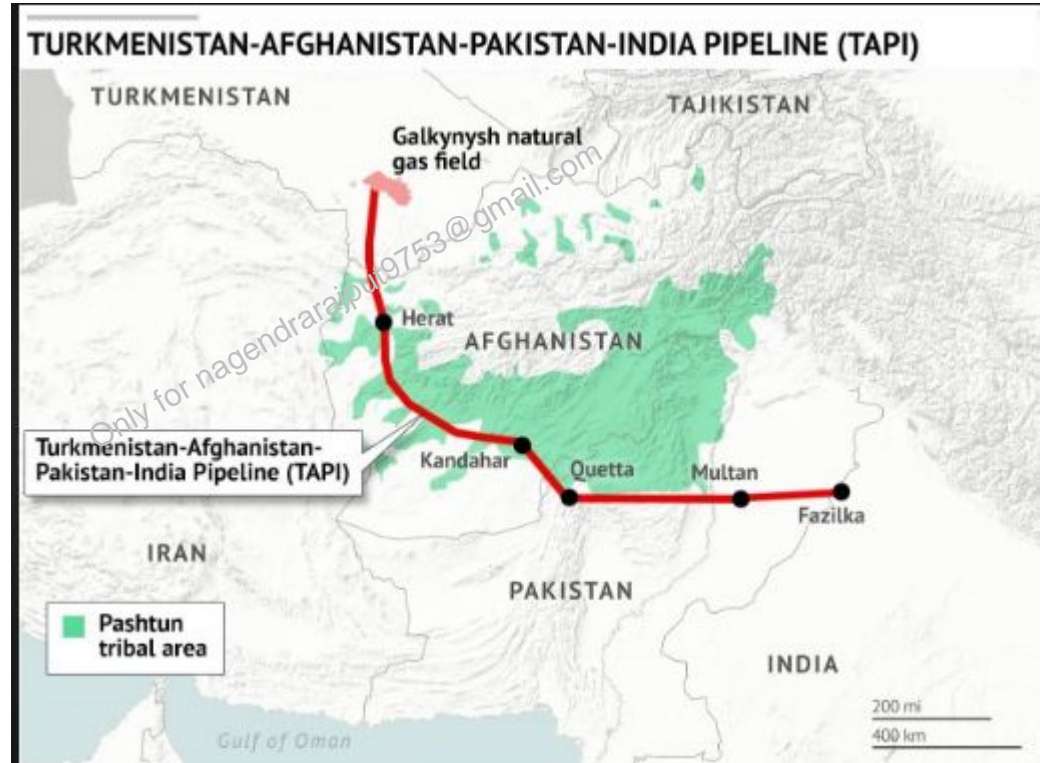 TURKMENISTAN-AFGHANISTAN-PAKISTAN-INDIA PIPELINE (TAPI)
TURKMENISTAN
TAJIKISTAN
Galkynysh natural
gas field
Only for nagendrarajput9753@gmail.com
Herat
AFGHANISTAN
Turkmenistan-Afghanistan-
Pakistan-India Pipeline (TAPI)
Kandahar
Quetta
Multan
Fazilka
IRAN
PAKISTAN
Pashtun
tribal area
INDIA
200 mi
400 km
Gulf of Oman